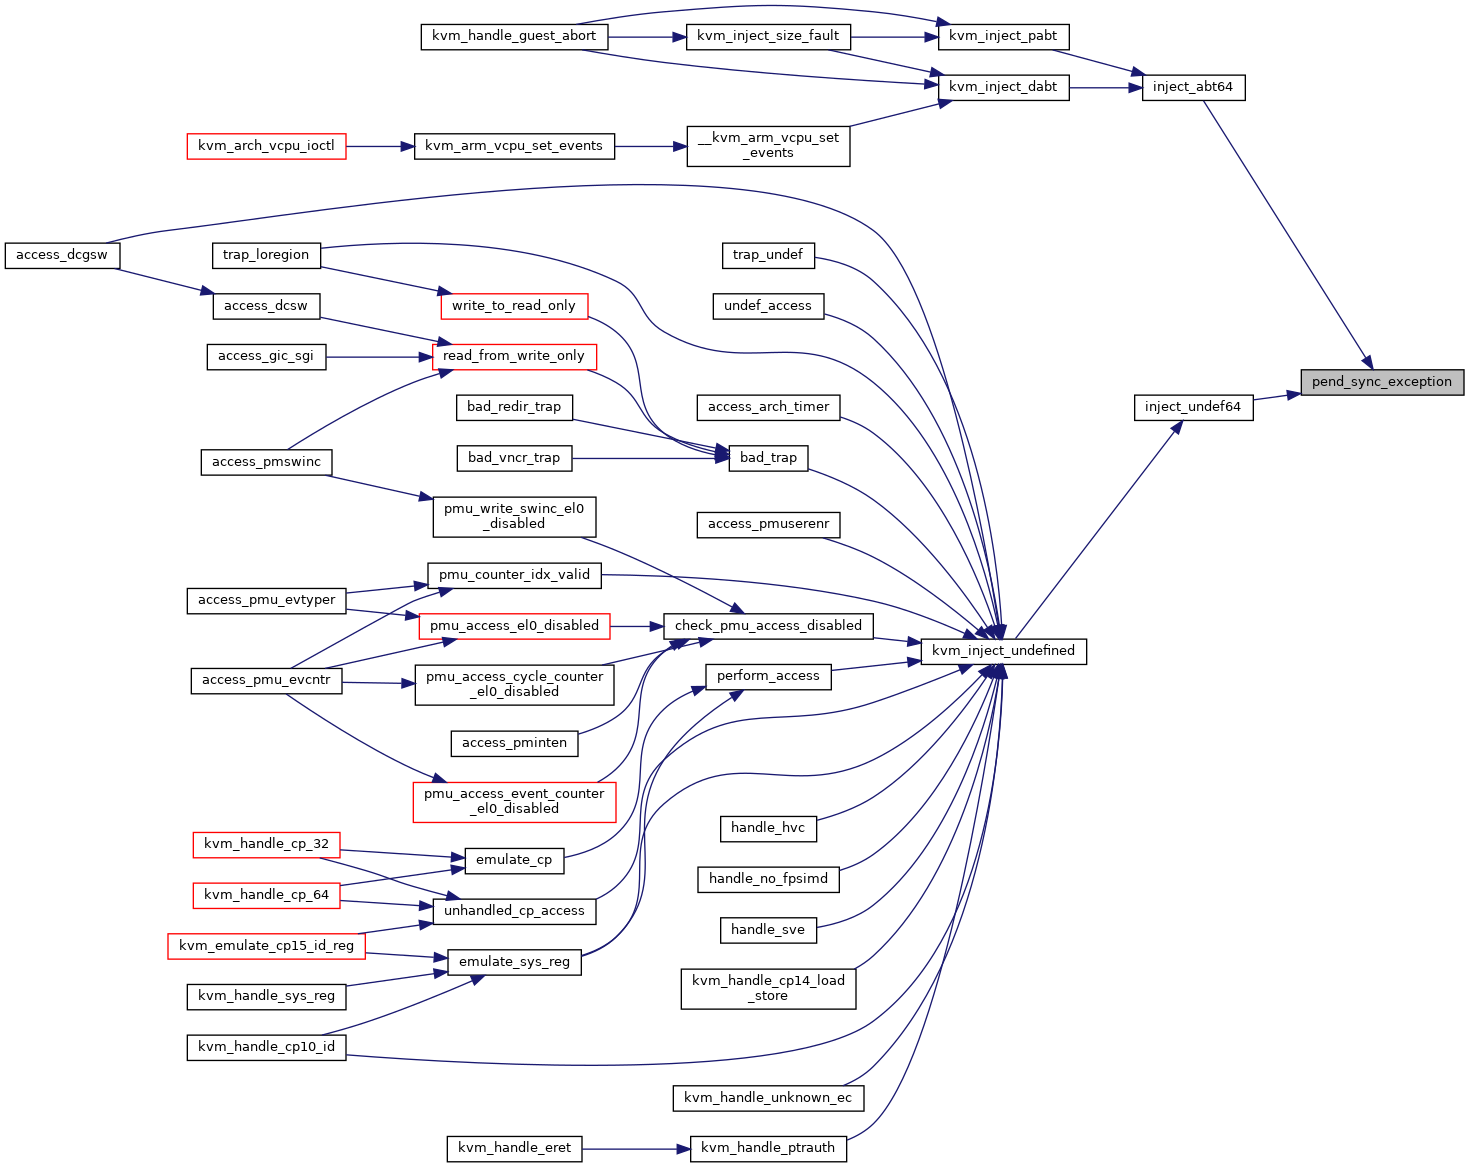 kvm_handle_guest_abort
kvm_inject_size_fault
kvm_inject_pabt
kvm_inject_dabt
inject_abt64
kvm_arch_vcpu_ioctl
kvm_arm_vcpu_set_events
__kvm_arm_vcpu_set
_events
access_dcgsw
trap_loregion
trap_undef
access_dcsw
write_to_read_only
undef_access
access_gic_sgi
read_from_write_only
pend_sync_exception
bad_redir_trap
access_arch_timer
inject_undef64
access_pmswinc
bad_vncr_trap
bad_trap
pmu_write_swinc_el0
_disabled
access_pmuserenr
pmu_counter_idx_valid
access_pmu_evtyper
pmu_access_el0_disabled
check_pmu_access_disabled
kvm_inject_undefined
access_pmu_evcntr
pmu_access_cycle_counter
_el0_disabled
perform_access
access_pminten
pmu_access_event_counter
_el0_disabled
handle_hvc
kvm_handle_cp_32
emulate_cp
handle_no_fpsimd
kvm_handle_cp_64
unhandled_cp_access
handle_sve
kvm_emulate_cp15_id_reg
emulate_sys_reg
kvm_handle_cp14_load
_store
kvm_handle_sys_reg
kvm_handle_cp10_id
kvm_handle_unknown_ec
kvm_handle_eret
kvm_handle_ptrauth